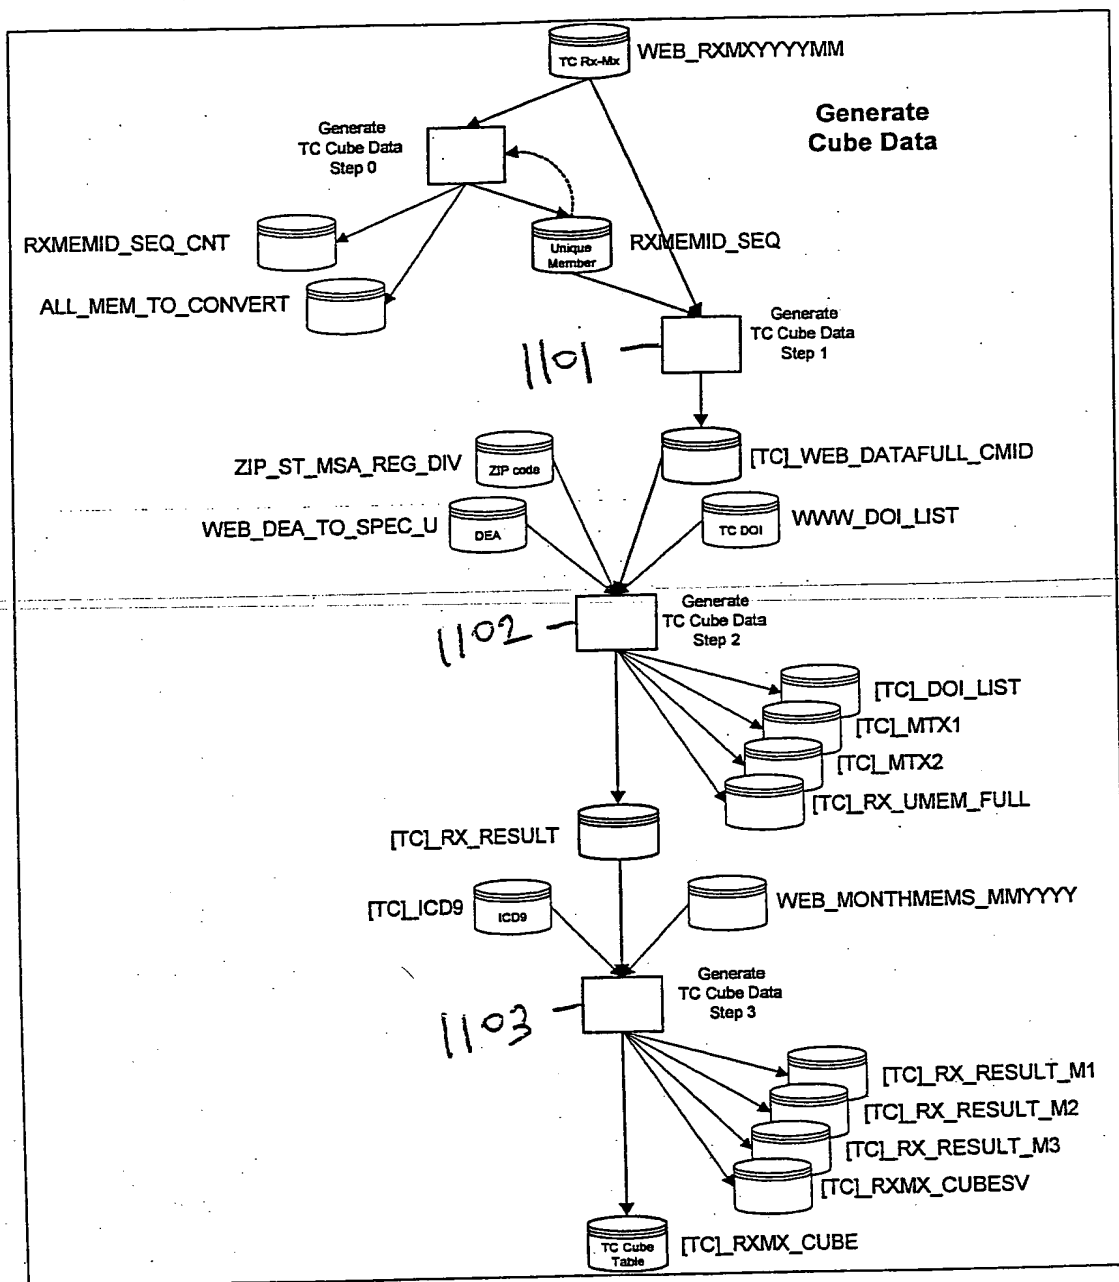 TC Rx-Mx
WEB_RXMXYYYYMM
Generate
Cube Data
Generate
TC Cube Data
Step 0
RXMEMID_SEQ_CNT
Unique
Member
RXMEMID_SEQ
ALL_MEM_TO_CONVERT
Generate
TC Cube Data
Step 1
1101
ZIP_ST_MSA_REG_DIV
ZIP code
[TC]_WEB_DATAFULL_CMID
WEB_DEA_TO_SPEC_U
DEA
TC DOI
WWW_DOI_LIST
Generate
TC Cube Data
Step 2
1102
[TC]_DOI_LIST
[TC]_MTX1
[TC]_MTX2
[TC]_RX_UMEM_FULL
[TC]_RX_RESULT
[TC]_ICD9
ICD9
WEB_MONTHMEMS_MMYYYY
Generate
TC Cube Data
Step 3
1103
[TC]_RX_RESULT_M1
[TC]_RX_RESULT_M2
[TC]_RX_RESULT_M3
[TC]_RXMX_CUBESV
TC Cube
Table
[TC]_RXMX_CUBE